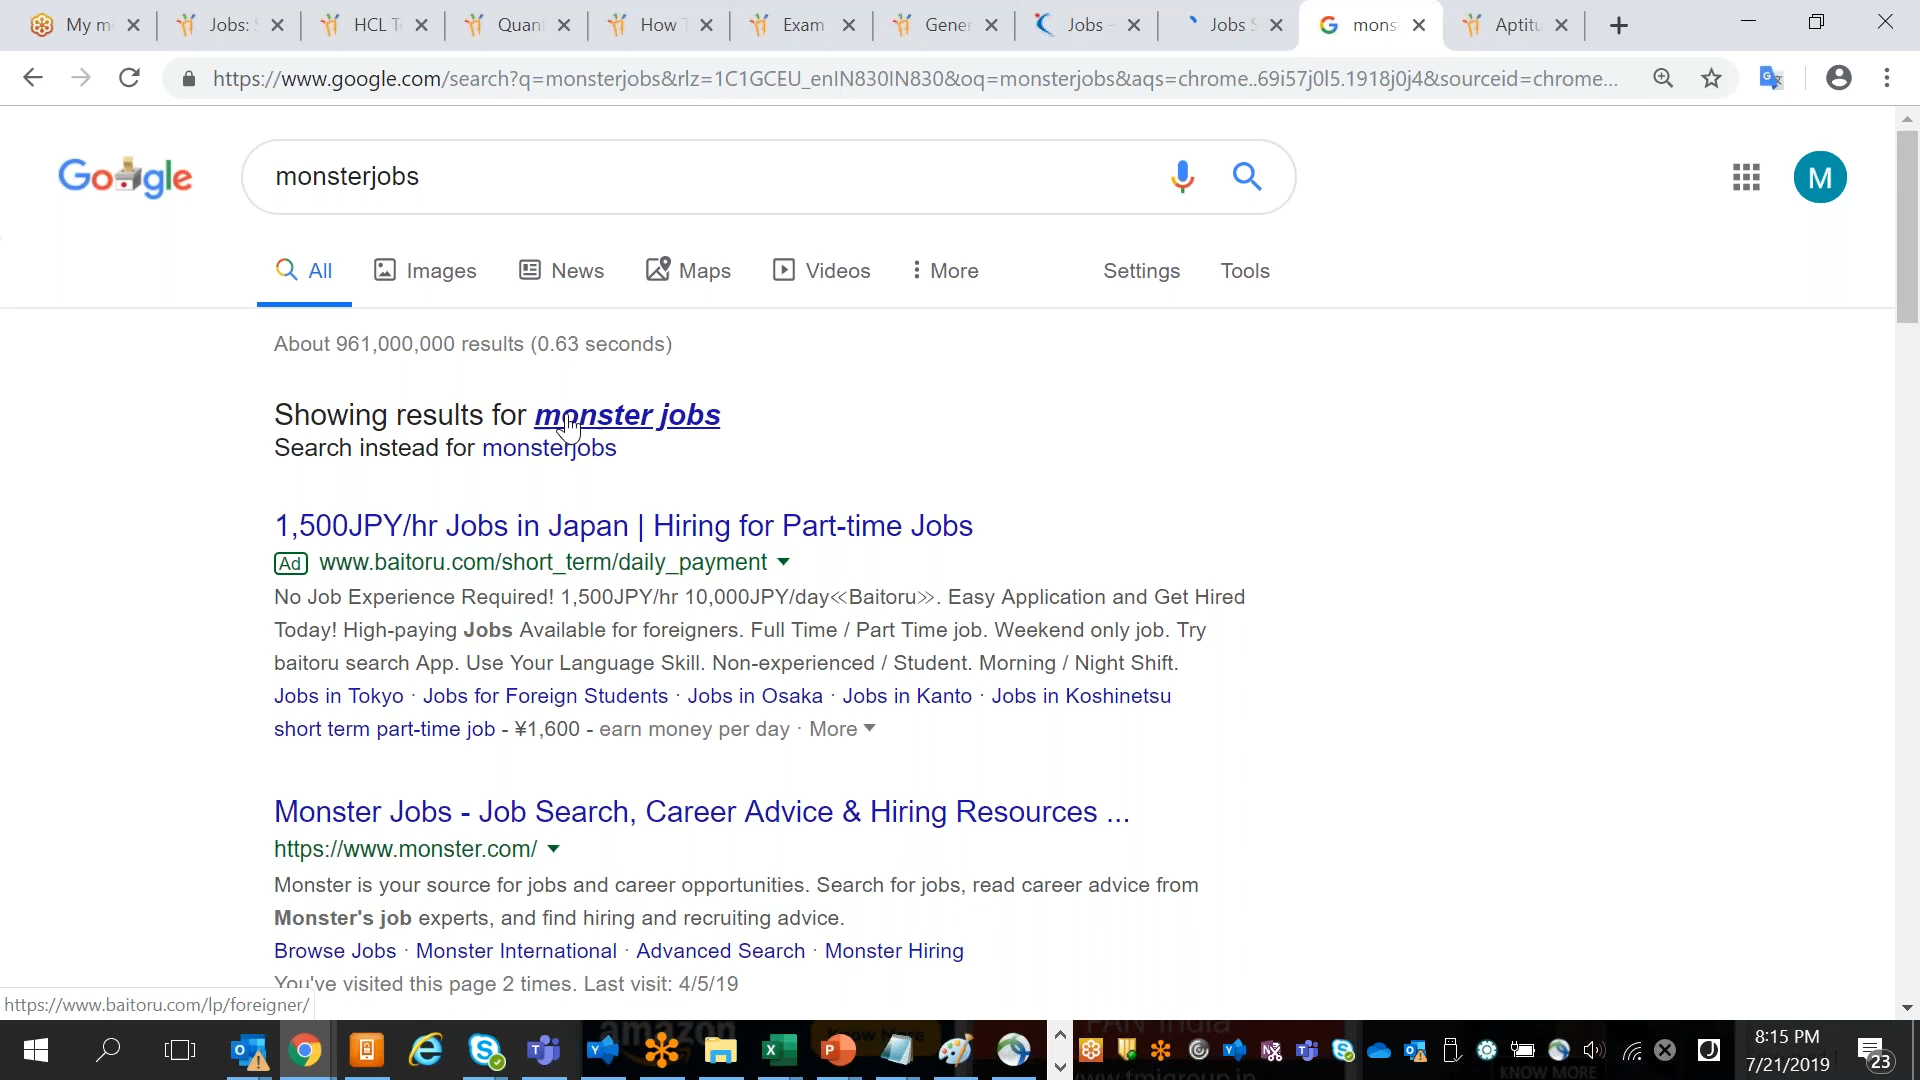 My m
Jobs: S
HCL T
Quan
How T
Exam
Gener
Jobs -
Jobs S
mons
Aptitu
https://www.google.com/search?q=monsterjobs&rlz=1C1GCEU_enIN830IN830&oq=monsterjobs&aqs=chrome..69i57j0l5.1918j0j4&sourceid=chrome...
Google
monsterjobs
M
All
Images
News
Maps
Videos
More
Settings
Tools
About 961,000,000 results (0.63 seconds)
Showing results for monster jobs
Search instead for monsterjobs
1,500JPY/hr Jobs in Japan | Hiring for Part-time Jobs
Ad www.baitoru.com/short_term/daily_payment
No Job Experience Required! 1,500JPY/hr 10,000JPY/day≪Baitoru≫. Easy Application and Get Hired
Today! High-paying Jobs Available for foreigners. Full Time / Part Time job. Weekend only job. Try
baitoru search App. Use Your Language Skill. Non-experienced / Student. Morning / Night Shift.
Jobs in Tokyo · Jobs for Foreign Students · Jobs in Osaka · Jobs in Kanto · Jobs in Koshinetsu
short term part-time job - ¥1,600 - earn money per day · More
Monster Jobs - Job Search, Career Advice & Hiring Resources ...
https://www.monster.com/
Monster is your source for jobs and career opportunities. Search for jobs, read career advice from
Monster's job experts, and find hiring and recruiting advice.
Browse Jobs · Monster International · Advanced Search · Monster Hiring
You've visited this page 2 times. Last visit: 4/5/19
https://www.baitoru.com/lp/foreigner/
amazon
Know More
PAN India
www.tmigroup.in
KNOW MORE
8:15 PM
7/21/2019
23